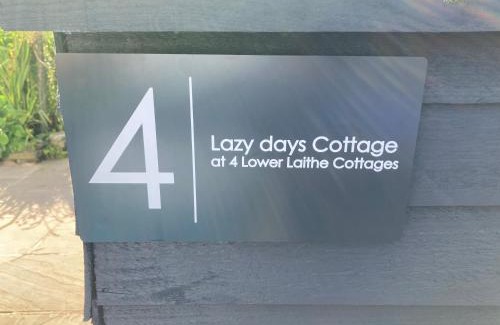 4
Lazy days Cottage
at 4 Lower Laithe Cottages